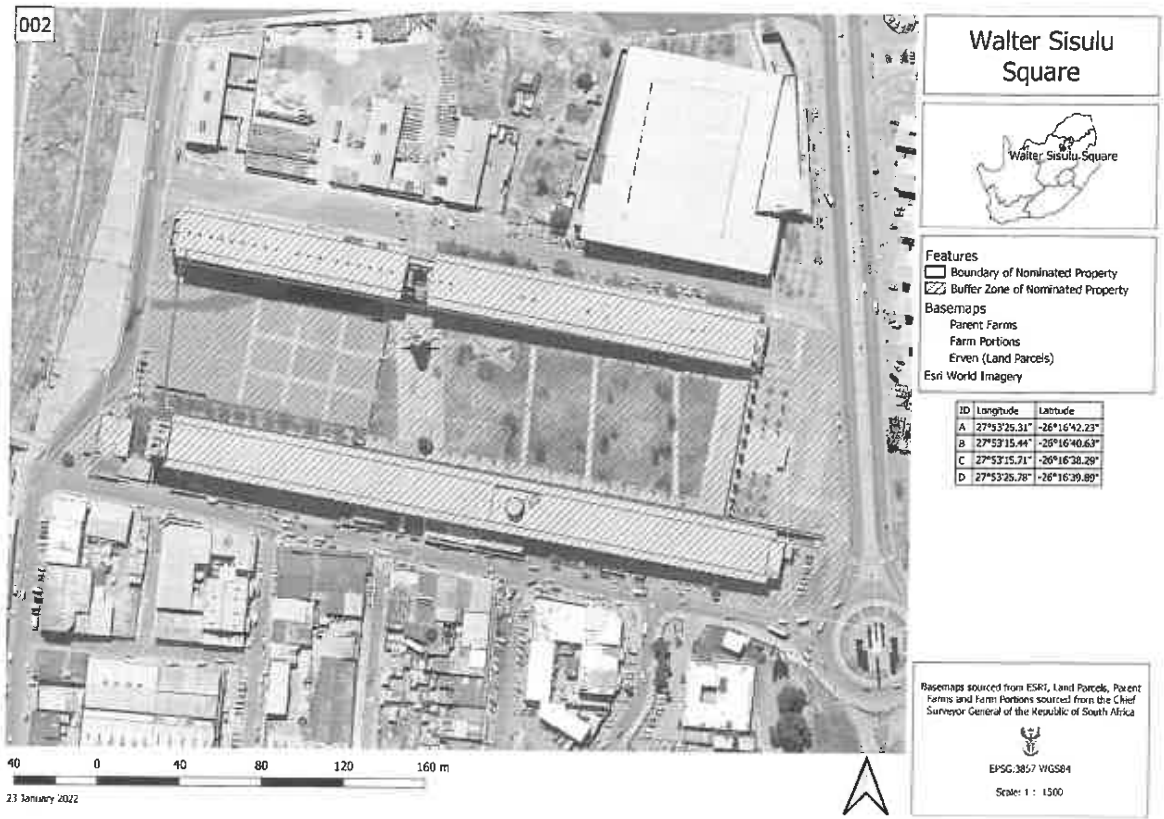 002
Walter Sisulu
Square
Walter Sisulu Square
Features
Boundary of Nominated Property
Buffer Zone of Nominated Property
Basemaps
Parent Farms
Farm Portions
Erven (Land Parcels)
Esri World Imagery
ID Longitude Latitude
A 27°53'25.31" -26°16'42.23"
B 27°53'15.44" -26°16'40.63"
C 27°53'15.71" -26°16'38.29"
D 27°53'25.78" -26°16'39.89"
Basemaps sourced from ESRI, Land Parcels, Parent
Farms and Farm Portions sourced from the Chief
Surveyor General of the Republic of South Africa
EPSG:3857 WGS84
Scale: 1 : 1500
40 0 40 80 120 160 m
23 January 2022